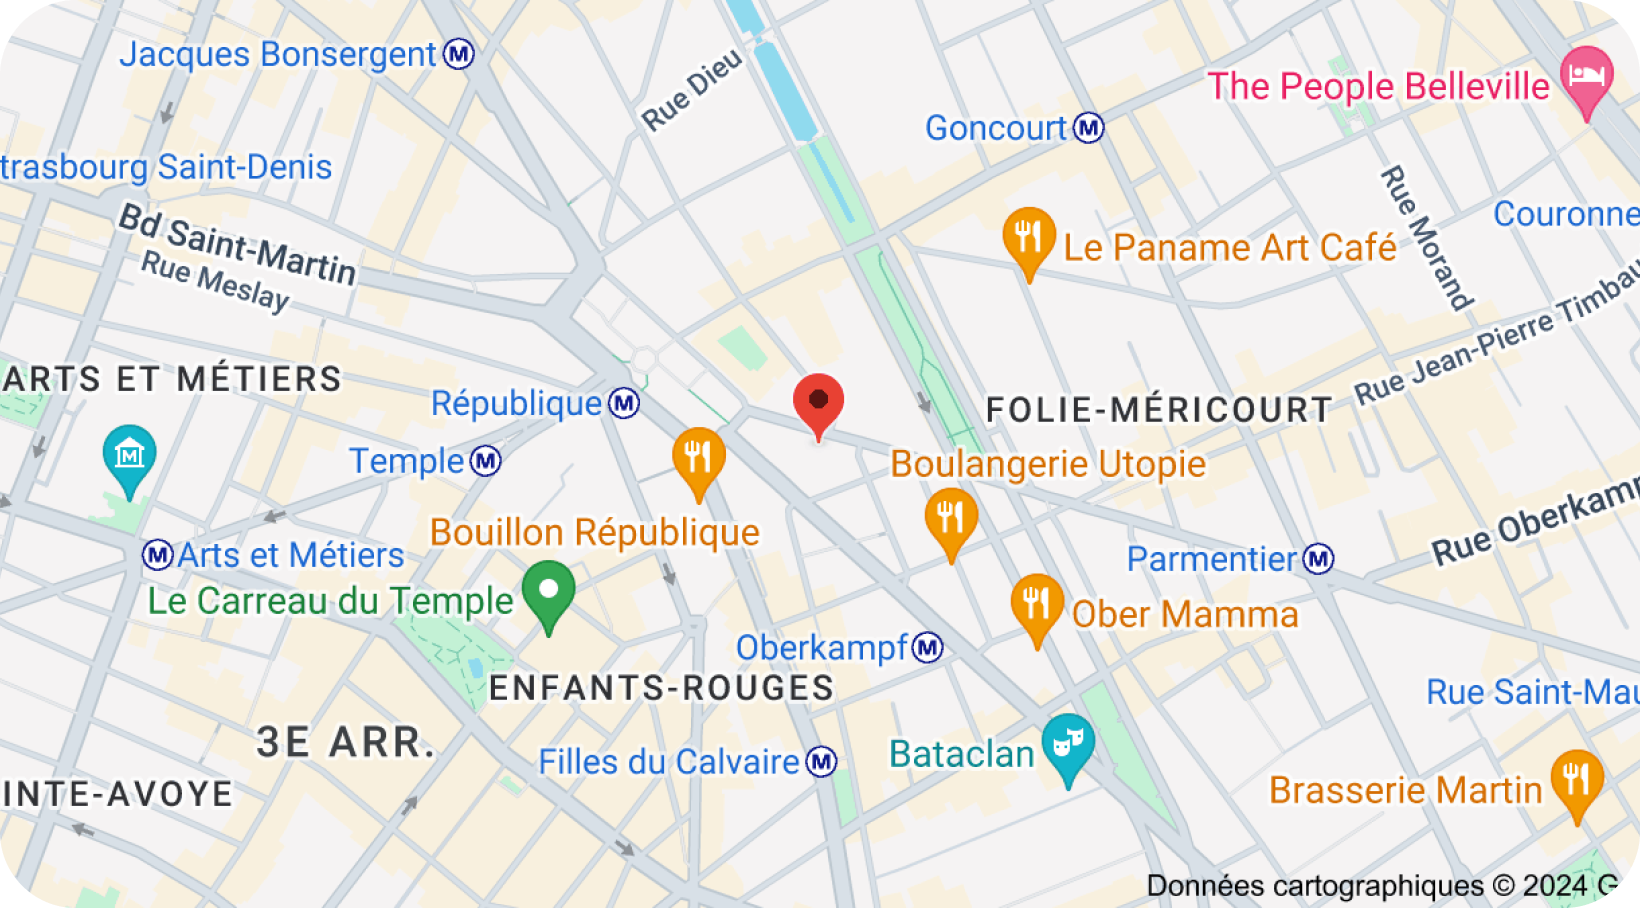 Jacques Bonsergent
Rue Dieu
The People Belleville
Goncourt
trasbourg Saint-Denis
Bd Saint-Martin
Rue Meslay
Rue Morand
Couronne
Le Paname Art Café
Rue Jean-Pierre Timbau
ARTS ET MÉTIERS
République
FOLIE-MÉRICOURT
Temple
Boulangerie Utopie
Bouillon République
Rue Oberkamp
Arts et Métiers
Parmentier
Le Carreau du Temple
Ober Mamma
Oberkampf
ENFANTS-ROUGES
Rue Saint-Mau
3E ARR.
Filles du Calvaire
Bataclan
INTE-AVOYE
Brasserie Martin
Données cartographiques © 2024 G